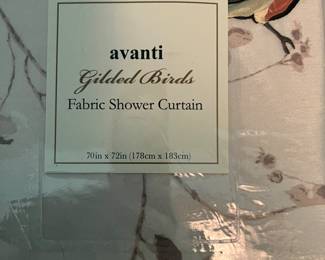 avanti
Gilded Birds
Fabric Shower Curtain
70in x 72in (178cm x 183cm)